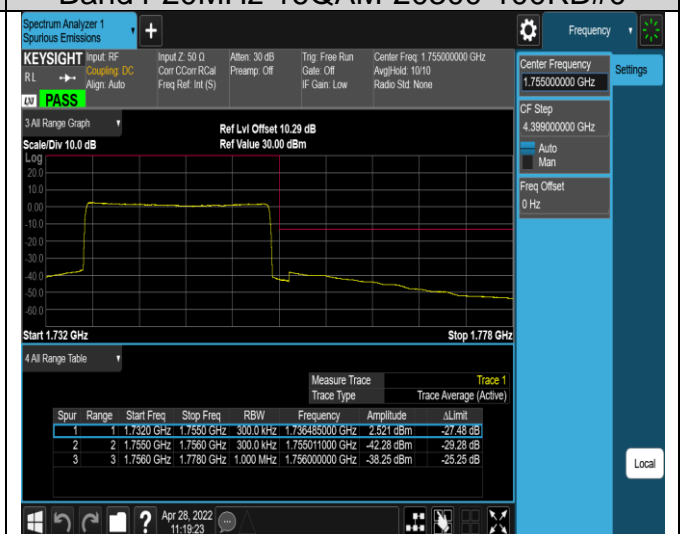 Spectrum Analyzer 1
Spurious Emissions
+
Frequency
KEYSIGHT
R L
LXI
PASS
Input: RF
Coupling: DC
Align: Auto
Input Z: 50 Ω
Corr CCorr RCal
Freq Ref: Int (S)
Atten: 30 dB
Preamp: Off
Trig: Free Run
Gate: Off
IF Gain: Low
Center Freq: 1.755000000 GHz
Avg|Hold: 10/10
Radio Std: None
Center Frequency
1.755000000 GHz
Settings
CF Step
4.399000000 GHz
Auto
Man
Freq Offset
0 Hz
3 All Range Graph
Scale/Div 10.0 dB
Ref Lvl Offset 10.29 dB
Ref Value 30.00 dBm
Log
20.0
10.0
0.00
-10.0
-20.0
-30.0
-40.0
-50.0
-60.0
Start 1.732 GHz
Stop 1.778 GHz
4 All Range Table
Measure Trace Trace 1
Trace Type Trace Average (Active)
Spur Range Start Freq Stop Freq RBW Frequency Amplitude ΔLimit
1 1 1.7320 GHz 1.7550 GHz 300.0 kHz 1.736485000 GHz 2.521 dBm -27.48 dB
2 2 1.7550 GHz 1.7560 GHz 300.0 kHz 1.755011000 GHz -42.28 dBm -29.28 dB
3 3 1.7560 GHz 1.7780 GHz 1.000 MHz 1.756000000 GHz -38.25 dBm -25.25 dB
Local
?
Apr 28, 2022
11:19:23